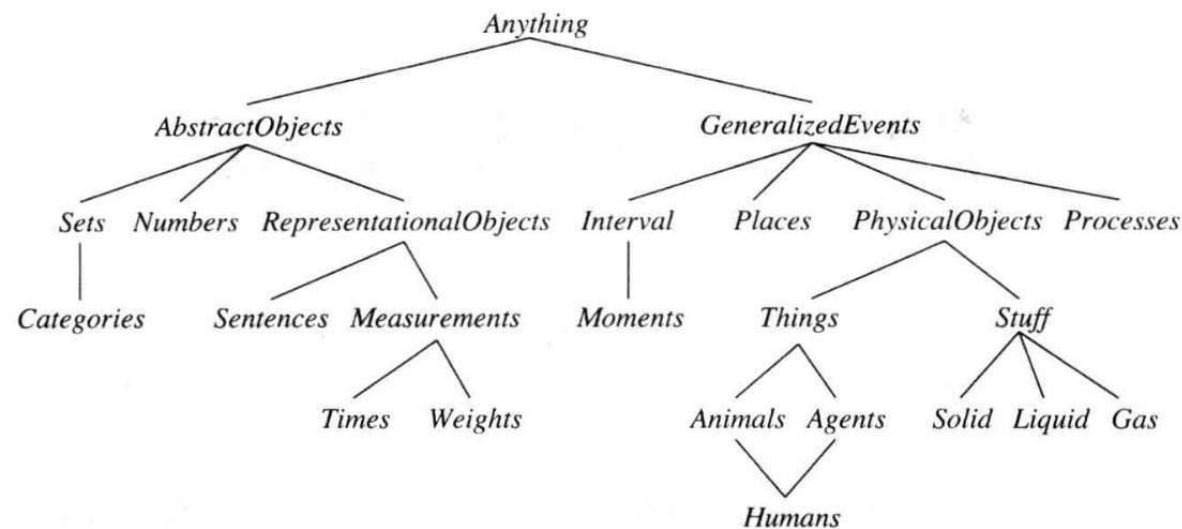 Anything
AbstractObjects GeneralizedEvents
Sets Numbers RepresentationalObjects Interval Places PhysicalObjects Processes
Categories Sentences Measurements Moments Things Stuff
Times Weights Animals Agents Solid Liquid Gas
Humans